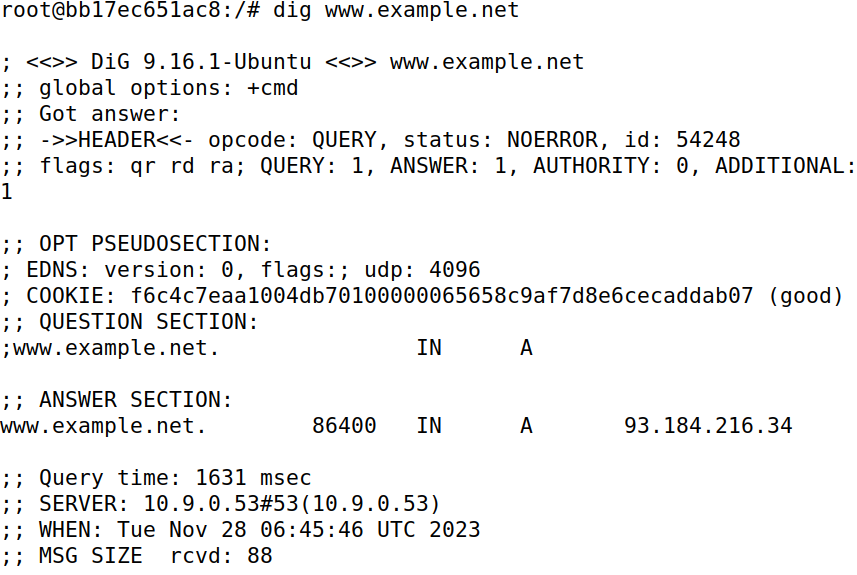 root@bb17ec651ac8:/# dig www.example.net
; <<>> DiG 9.16.1-Ubuntu <<>> www.example.net
;; global options: +cmd
;; Got answer:
;; ->>HEADER<<- opcode: QUERY, status: NOERROR, id: 54248
;; flags: qr rd ra; QUERY: 1, ANSWER: 1, AUTHORITY: 0, ADDITIONAL:
1
;; OPT PSEUDOSECTION:
; EDNS: version: 0, flags:; udp: 4096
; COOKIE: f6c4c7eaa1004db70100000065658c9af7d8e6cecaddab07 (good)
;; QUESTION SECTION:
;www.example.net. IN A
;; ANSWER SECTION:
www.example.net. 86400 IN A 93.184.216.34
;; Query time: 1631 msec
;; SERVER: 10.9.0.53#53(10.9.0.53)
;; WHEN: Tue Nov 28 06:45:46 UTC 2023
;; MSG SIZE  rcvd: 88